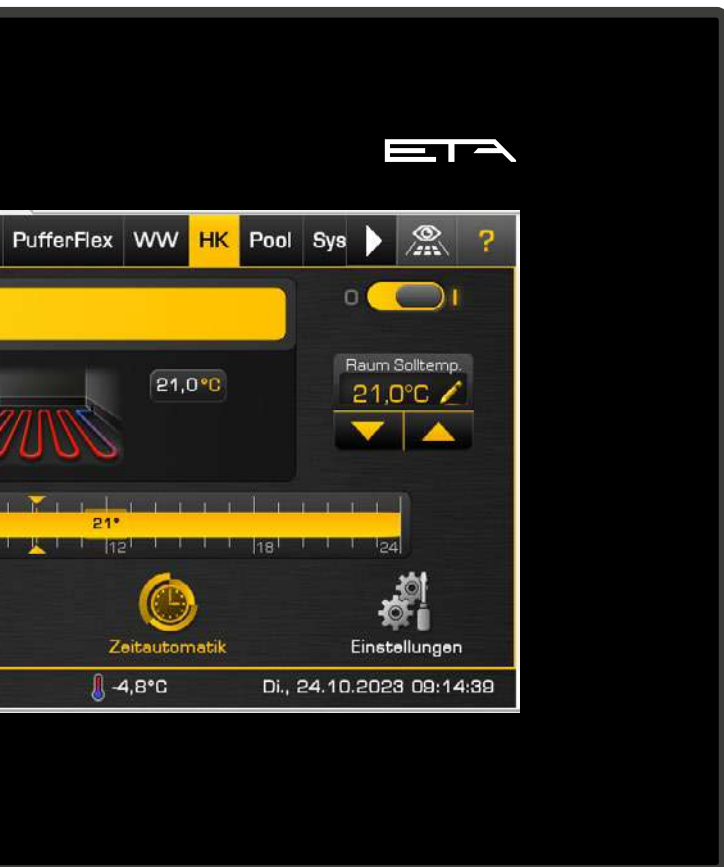 ETA
PufferFlex WW HK Pool Sys ?
O I
Raum Solltemp.
21,0°C
21,0°C
21°
12 18 24
Zeitautomatik Einstellungen
-4,8°C Di., 24.10.2023 09:14:39